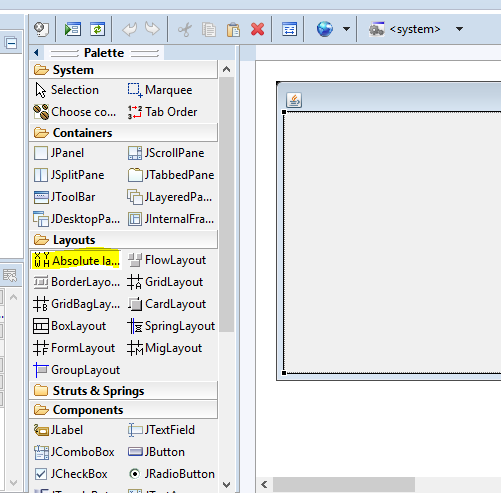 <system>
Palette
System
Selection Marquee
Choose co... Tab Order
Containers
JPanel JScrollPane
JSplitPane JTabbedPane
JToolBar JLayeredPa...
JDesktopPa... JInternalFra...
Layouts
Absolute la... FlowLayout
BorderLayo... GridLayout
GridBagLay... CardLayout
BoxLayout SpringLayout
FormLayout MigLayout
GroupLayout
Struts & Springs
Components
JLabel JTextField
JComboBox JButton
JCheckBox JRadioButton